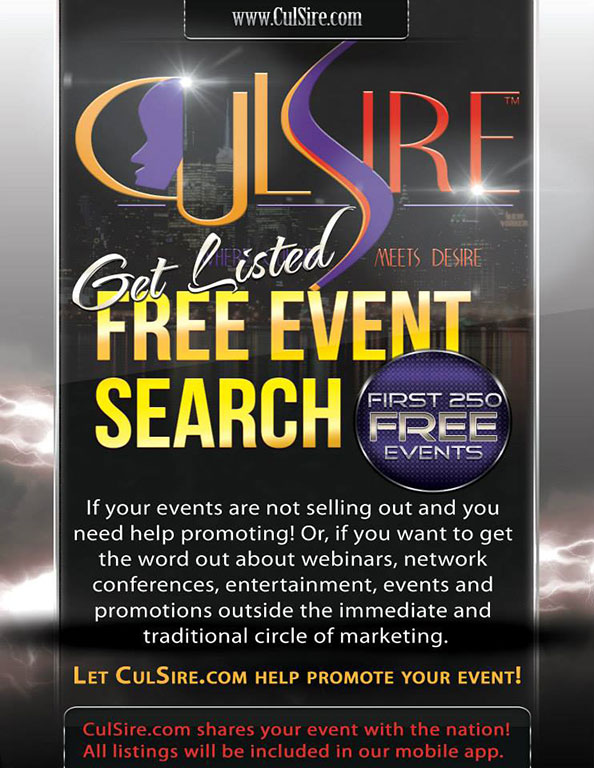 www.CulSire.com
CULSIRE™
MEETS DESIRE
Get Listed
FREE EVENT
SEARCH
FIRST 250
FREE
EVENTS
If your events are not selling out and you
need help promoting! Or, if you want to get
the word out about webinars, network
conferences, entertainment, events and
promotions outside the immediate and
traditional circle of marketing.
LET CULSIRE.COM HELP PROMOTE YOUR EVENT!
CulSire.com shares your event with the nation!
All listings will be included in our mobile app.